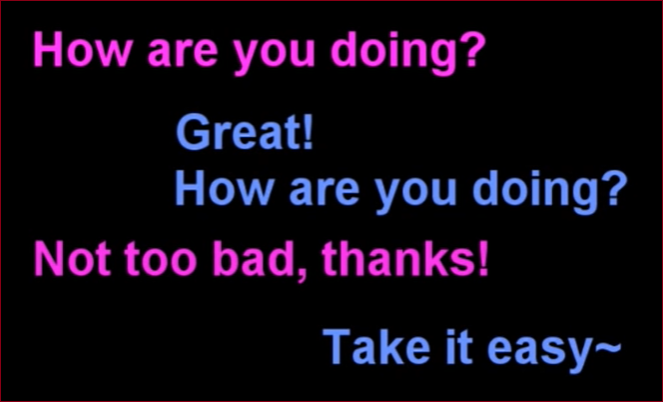 How are you doing?
Great!
How are you doing?
Not too bad, thanks!
Take it easy~